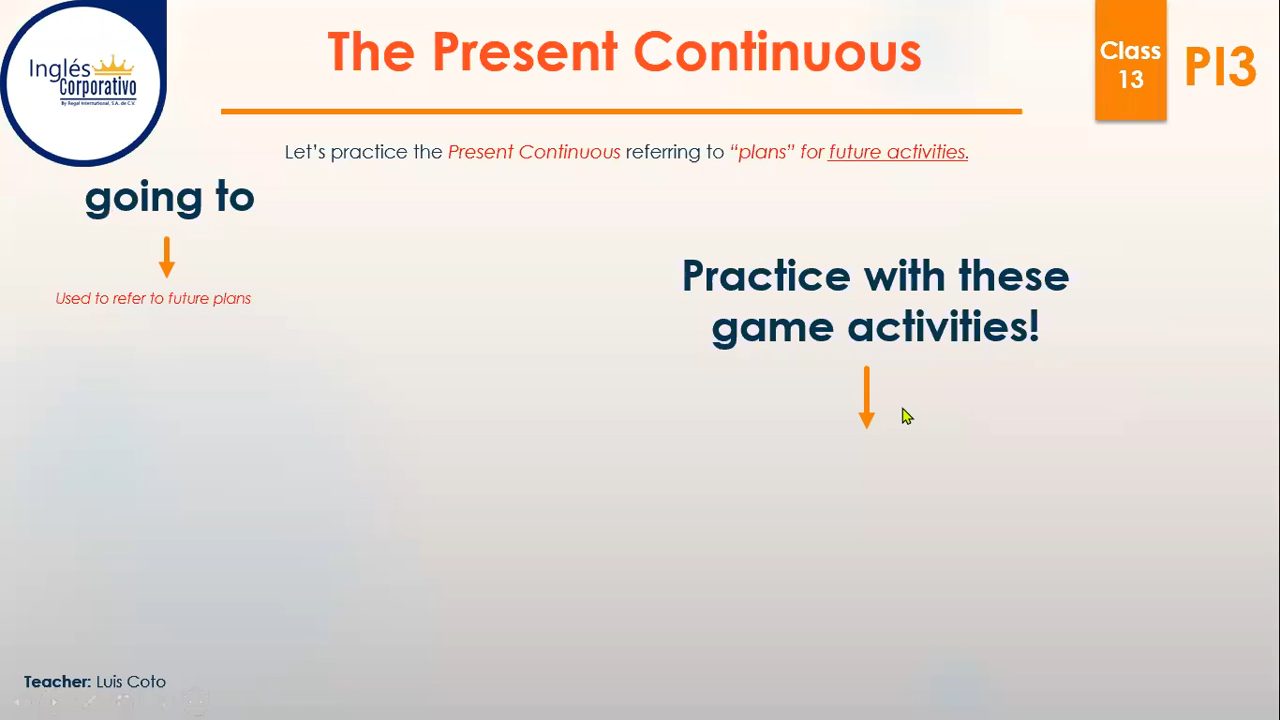 Inglés
Corporativo
By Regal International, S.A. de C.V.
The Present Continuous
Class
13
PI3
Let's practice the Present Continuous referring to “plans” for future activities.
going to
Used to refer to future plans
Practice with these
game activities!
Teacher: Luis Coto